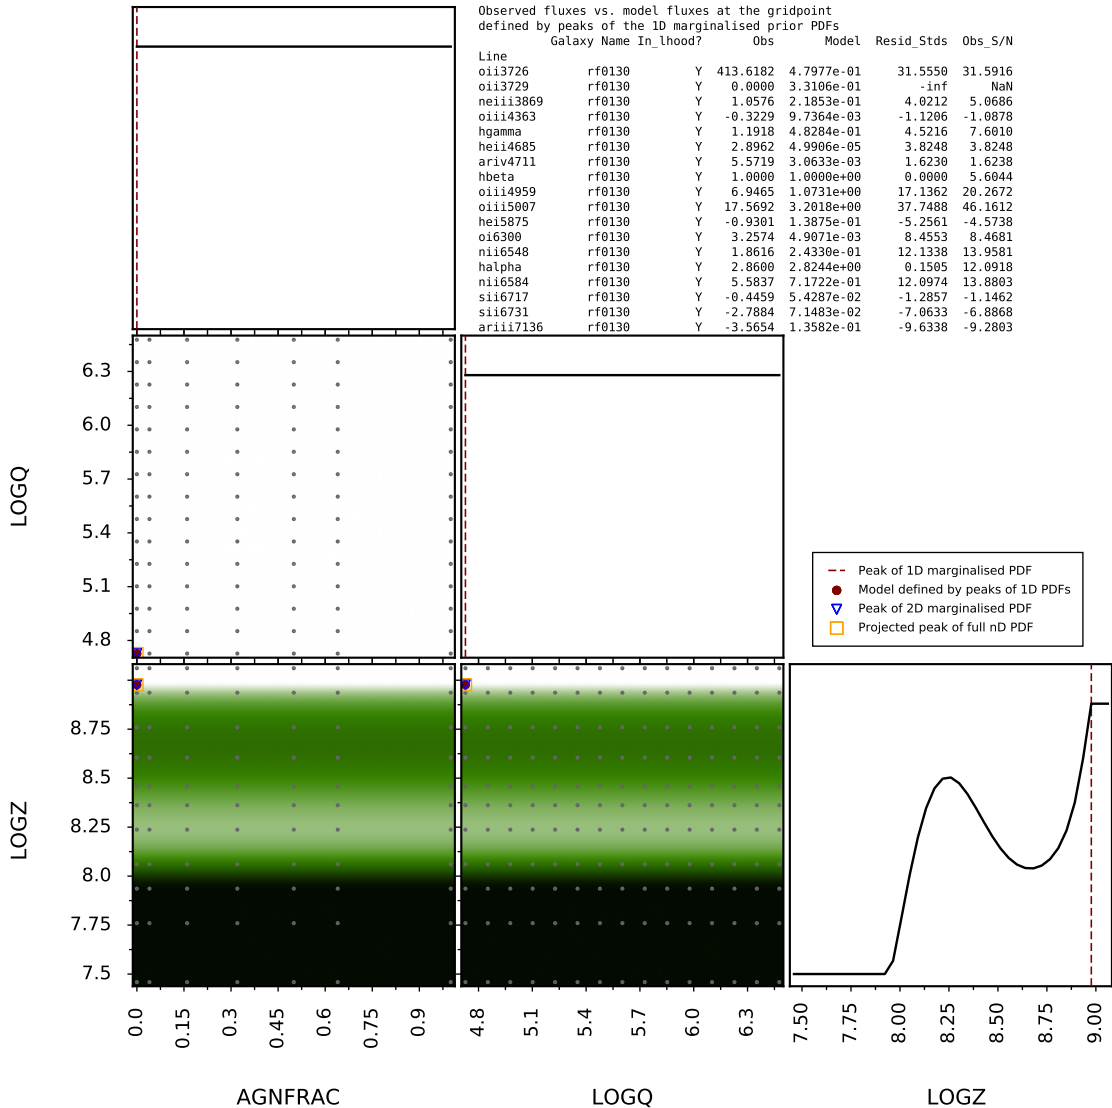 Observed fluxes vs. model fluxes at the gridpoint
defined by peaks of the 1D marginalised prior PDFs
Galaxy Name In_lhood? Obs Model Resid_Stds Obs_S/N
Line
oii3726 rf0130 Y 413.6182 4.7977e-01 31.5550 31.5916
oii3729 rf0130 Y 0.0000 3.3106e-01 -inf NaN
neiii3869 rf0130 Y 1.0576 2.1853e-01 4.0212 5.0686
oiii4363 rf0130 Y -0.3229 9.7364e-03 -1.1206 -1.0878
hgamma rf0130 Y 1.1918 4.8284e-01 4.5216 7.6010
heii4685 rf0130 Y 2.8962 4.9906e-05 3.8248 3.8248
ariv4711 rf0130 Y 5.5719 3.0633e-03 1.6230 1.6238
hbeta rf0130 Y 1.0000 1.0000e+00 0.0000 5.6044
oiii4959 rf0130 Y 6.9465 1.0731e+00 17.1362 20.2672
oiii5007 rf0130 Y 17.5692 3.2018e+00 37.7488 46.1612
hei5875 rf0130 Y -0.9301 1.3875e-01 -5.2561 -4.5738
oi6300 rf0130 Y 3.2574 4.9071e-03 8.4553 8.4681
nii6548 rf0130 Y 1.8616 2.4330e-01 12.1338 13.9581
halpha rf0130 Y 2.8600 2.8244e+00 0.1505 12.0918
nii6584 rf0130 Y 5.5837 7.1722e-01 12.0974 13.8803
sii6717 rf0130 Y -0.4459 5.4287e-02 -1.2857 -1.1462
sii6731 rf0130 Y -2.7884 7.1483e-02 -7.0633 -6.8868
ariii7136 rf0130 Y -3.5654 1.3582e-01 -9.6338 -9.2803
LOGQ
6.3
6.0
5.7
5.4
5.1
4.8
Peak of 1D marginalised PDF
Model defined by peaks of 1D PDFs
Peak of 2D marginalised PDF
Projected peak of full nD PDF
LOGZ
8.75
8.5
8.25
8.0
7.75
7.5
0.0 0.15 0.3 0.45 0.6 0.75 0.9
4.8 5.1 5.4 5.7 6.0 6.3
7.50 7.75 8.00 8.25 8.50 8.75 9.00
AGNFRAC LOGQ LOGZ